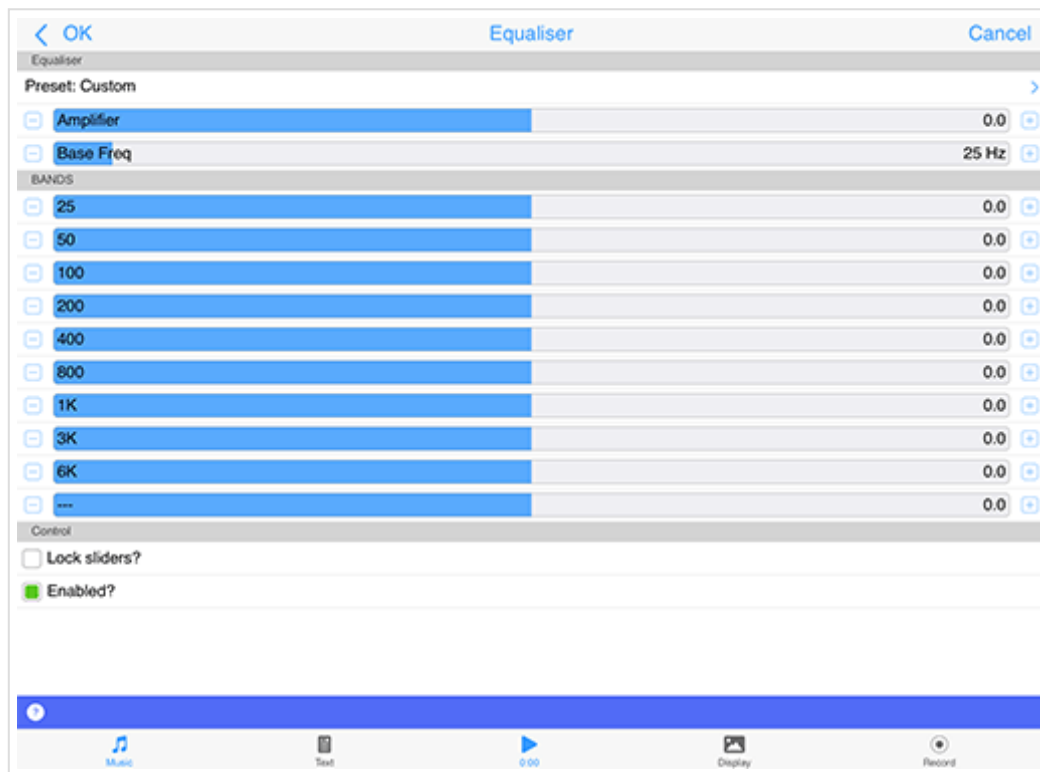 OK Equaliser Cancel
Equaliser
Preset: Custom
Amplifier 0.0
Base Freq 25 Hz
BANDS
25 0.0
50 0.0
100 0.0
200 0.0
400 0.0
800 0.0
1K 0.0
3K 0.0
6K 0.0
--- 0.0
Control
Lock sliders?
Enabled?
?
Music Text 0:00 Display Record